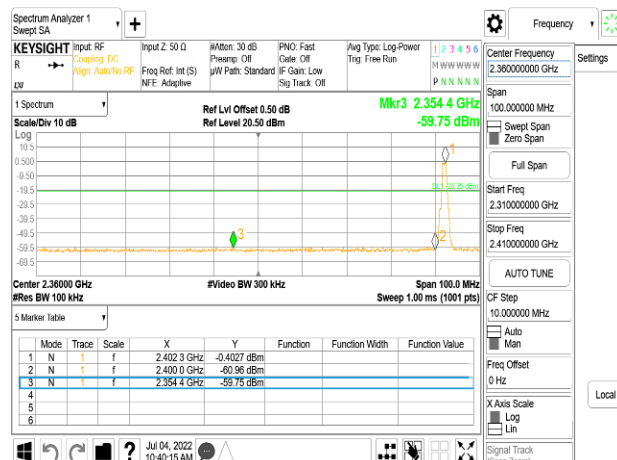 Spectrum Analyzer 1
Swept SA
+
Frequency
KEYSIGHT Input: RF Input Z: 50 Ω #Atten: 30 dB PNO: Fast Avg Type: Log-Power 1 2 3 4 5 6
R Coupling: DC Preamp: Off Gate: Off Trig: Free Run M W W W W W
Align: Auto/No RF Freq Ref: Int (S) µW Path: Standard IF Gain: Low
NFE: Adaptive Sig Track: Off P N N N N N
Center Frequency
2.360000000 GHz
Settings
Span
100.000000 MHz
Swept Span
Zero Span
Full Span
Start Freq
2.310000000 GHz
Stop Freq
2.410000000 GHz
AUTO TUNE
CF Step
10.000000 MHz
Auto
Man
Freq Offset
0 Hz
X Axis Scale
Log
Lin
Signal Track
Local
1 Spectrum
Scale/Div 10 dB
Ref Lvl Offset 0.50 dB
Ref Level 20.50 dBm
Mkr3 2.354 4 GHz
-59.75 dBm
Log
10.5
0.500
-9.50
-19.5
-29.5
-39.5
-49.5
-59.5
-69.5
DL1 -20.35 dBm
1
2
3
Center 2.36000 GHz #Video BW 300 kHz Span 100.0 MHz
#Res BW 100 kHz Sweep 1.00 ms (1001 pts)
5 Marker Table
Mode Trace Scale X Y Function Function Width Function Value
1 N 1 f 2.402 3 GHz -0.4027 dBm
2 N 1 f 2.400 0 GHz -60.96 dBm
3 N 1 f 2.354 4 GHz -59.75 dBm
4
5
6
?
Jul 04, 2022
10:40:15 AM